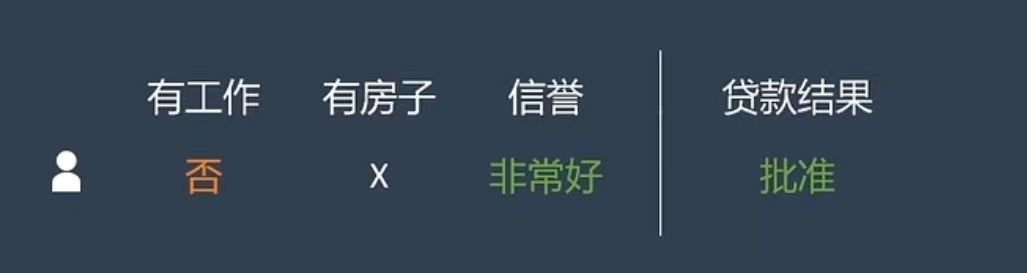 有工作 有房子 信誉 贷款结果
否 X 非常好 批准